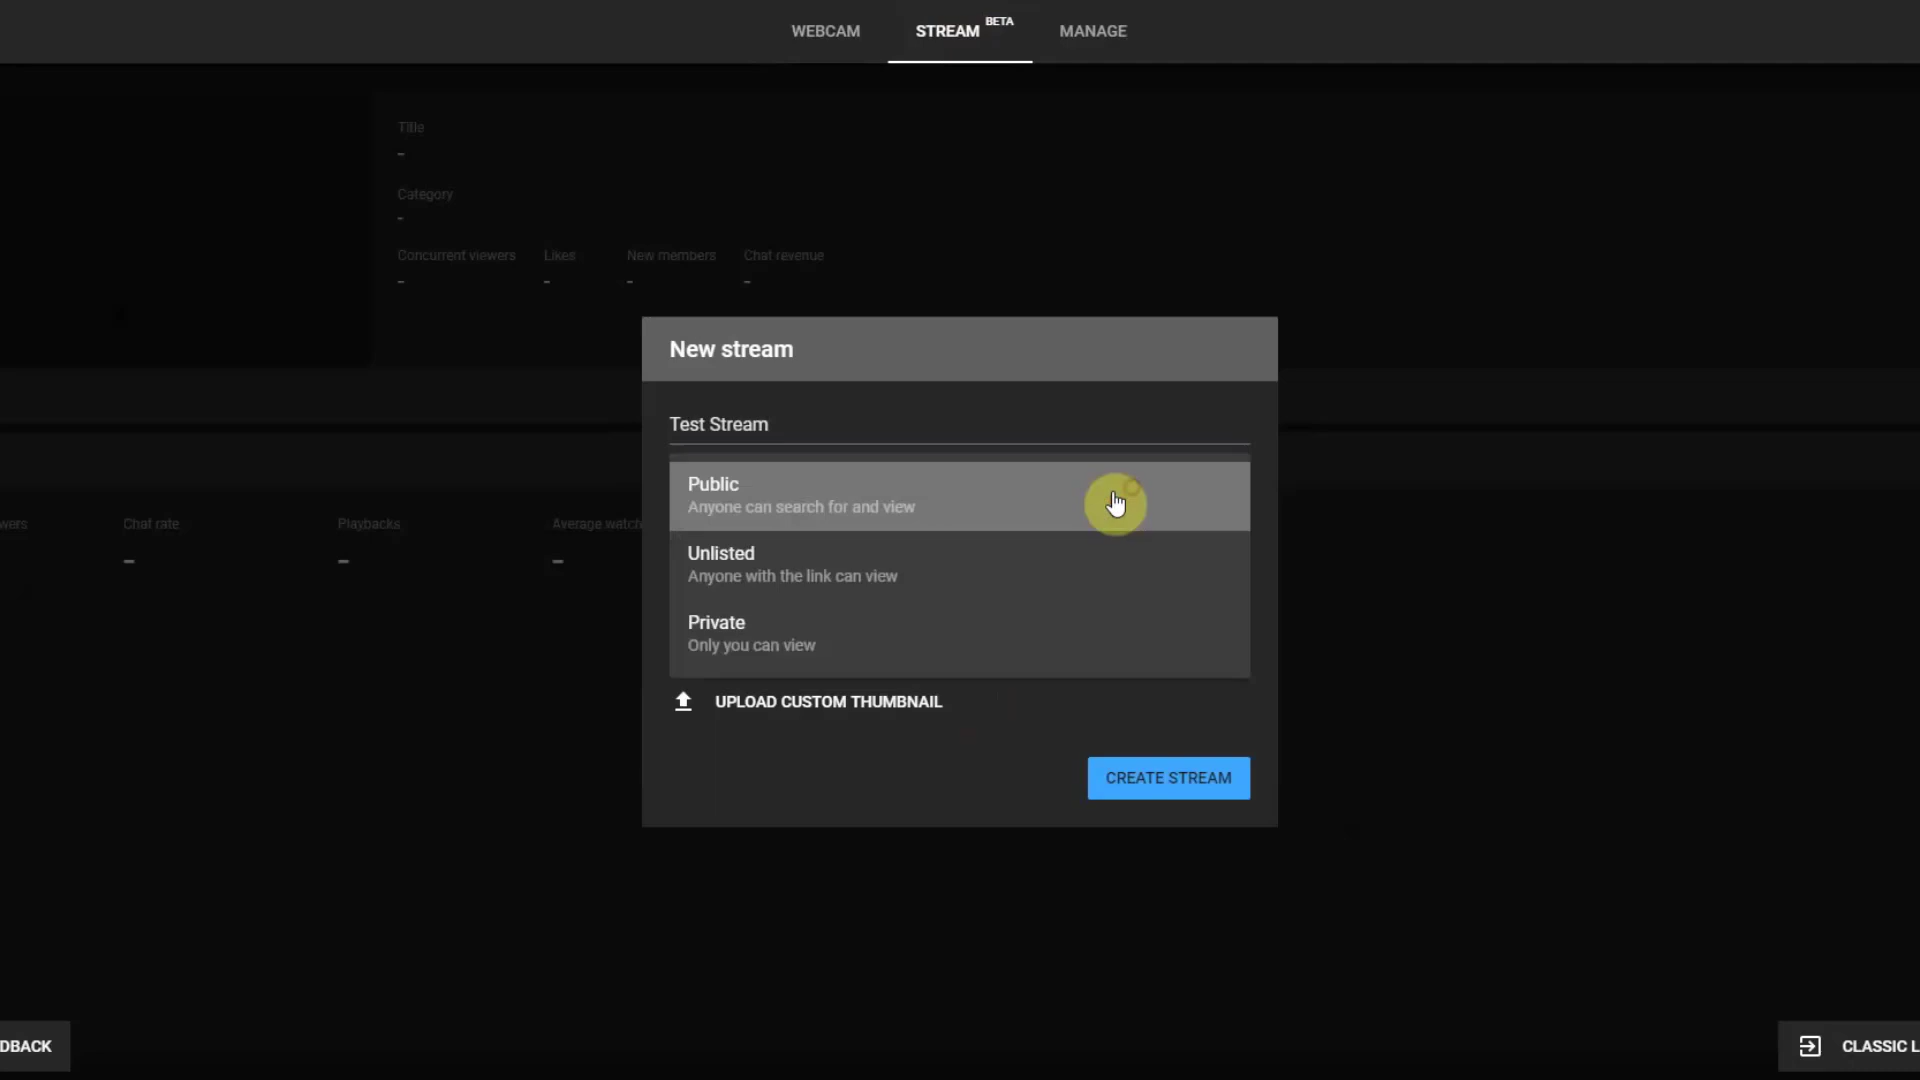 WEBCAM
STREAM BETA
MANAGE
Title
-
Category
-
Concurrent viewers Likes New members Chat revenue
- - - -
New stream
Test Stream
Public
Anyone can search for and view
Unlisted
Anyone with the link can view
Private
Only you can view
wers Chat rate Playbacks Average watch
- - -
UPLOAD CUSTOM THUMBNAIL
CREATE STREAM
DBACK
CLASSIC L